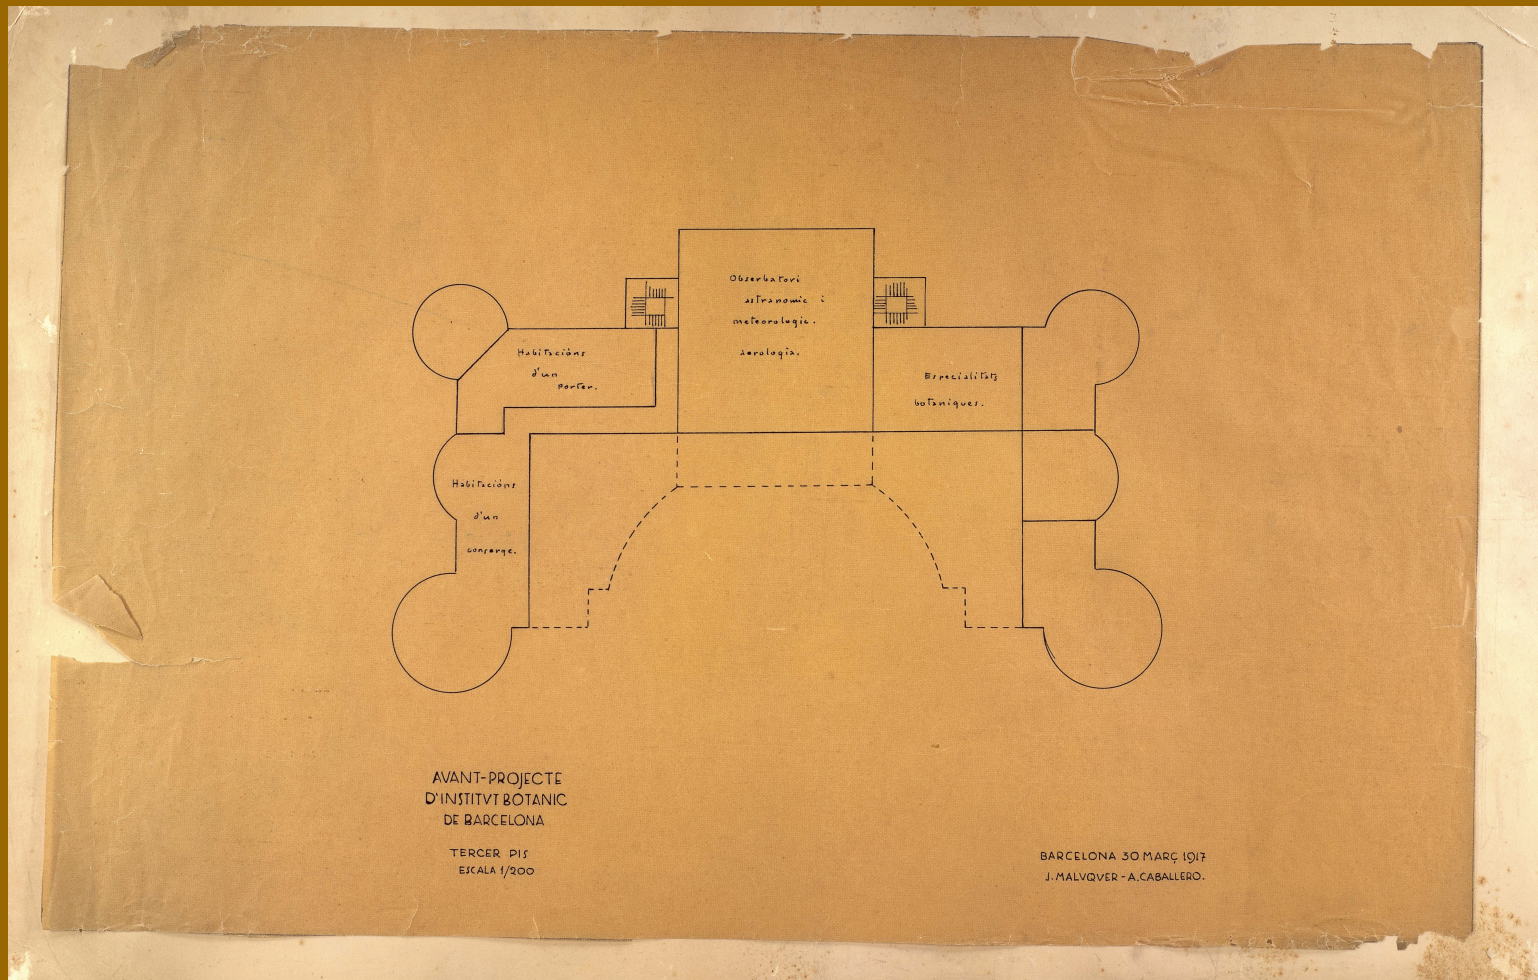 Observatori
astronomic i
meteorologic.
aerologia.
Habitacións
d'un
porter.
Especialitats
botaniques.
Habitacións
d'un
conserge.
AVANT-PROJECTE
D'INSTITVT BOTANIC
DE BARCELONA
TERCER PIS
ESCALA 1/200
BARCELONA 30 MARÇ 1917
J. MALVQVER - A. CABALLERO.